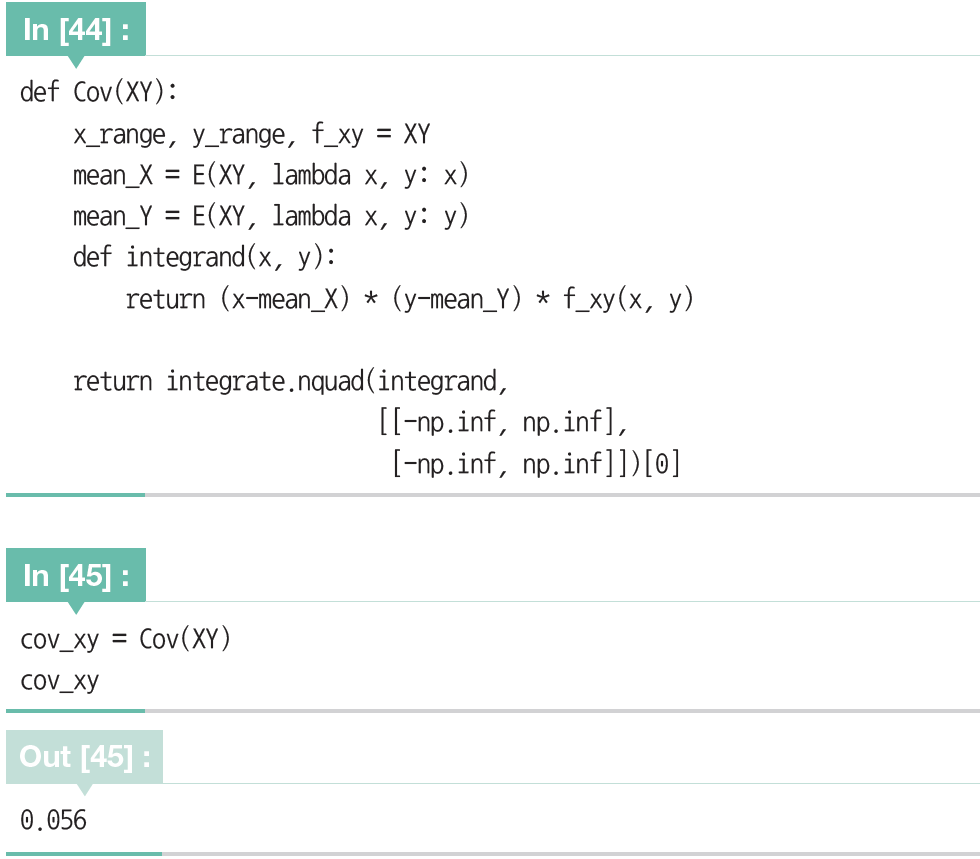 In [44] :
def Cov(XY):
    x_range, y_range, f_xy = XY
    mean_X = E(XY, lambda x, y: x)
    mean_Y = E(XY, lambda x, y: y)
    def integrand(x, y):
        return (x-mean_X) * (y-mean_Y) * f_xy(x, y)
    return integrate.nquad(integrand,
                           [[-np.inf, np.inf],
                            [-np.inf, np.inf]])[0]
In [45] :
cov_xy = Cov(XY)
cov_xy
Out [45] :
0.056